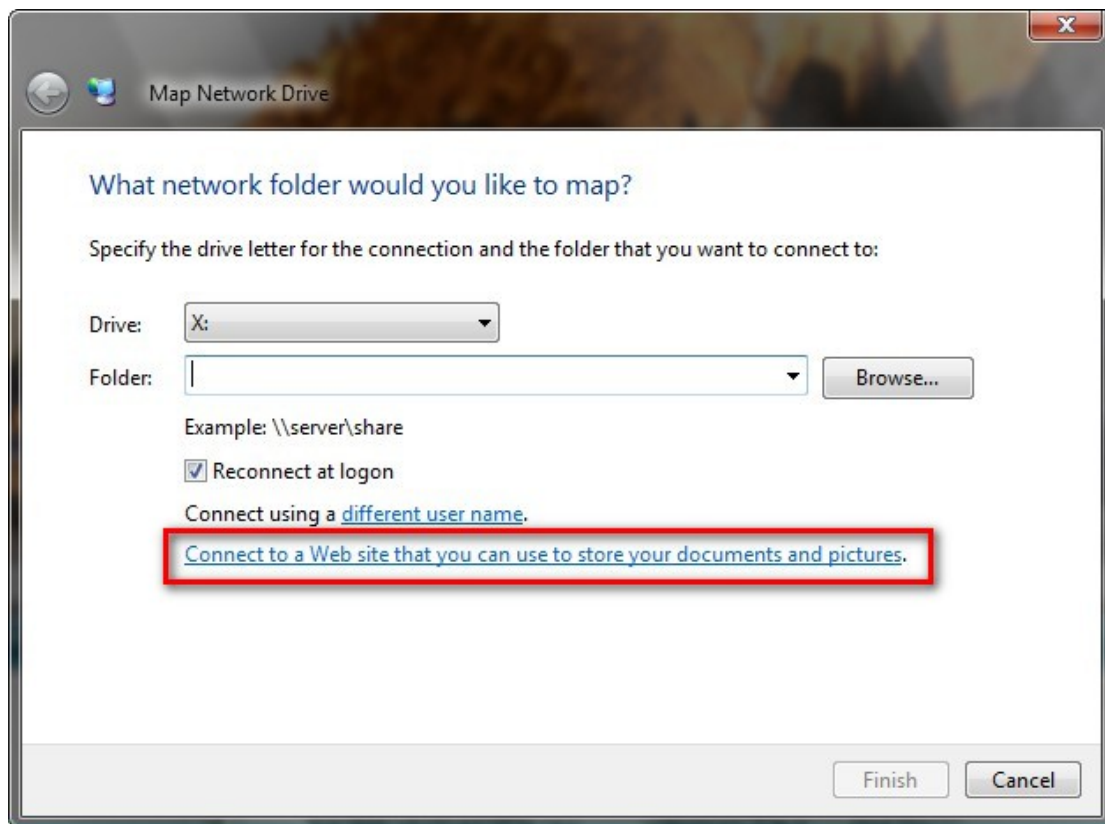 Map Network Drive
What network folder would you like to map?
Specify the drive letter for the connection and the folder that you want to connect to:
Drive: X:
Folder: Browse...
Example: \\server\share
Reconnect at logon
Connect using a different user name.
Connect to a Web site that you can use to store your documents and pictures.
Finish Cancel